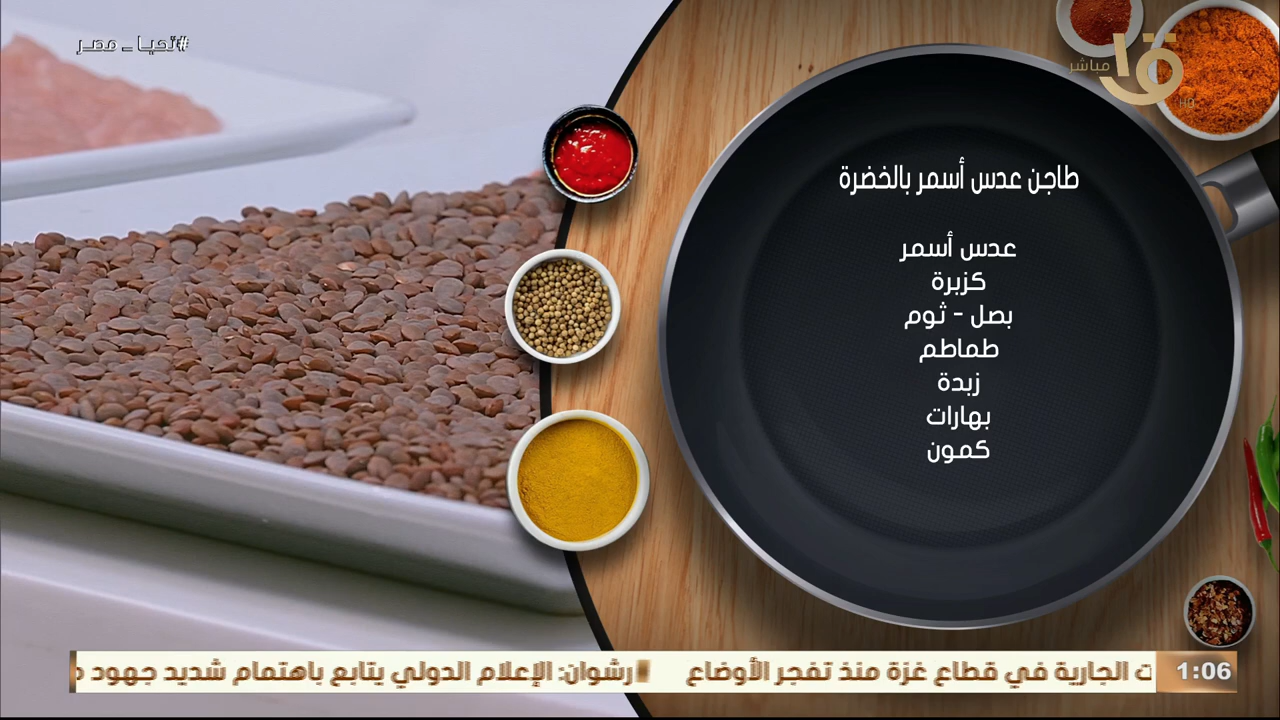 #تحيا_مصر
مباشر
HD
طاجن عدس أسمر بالخضرة
عدس أسمر
كزبرة
بصل - ثوم
طماطم
زبدة
بهارات
كمون
1:06
الجارية في قطاع غزة منذ تفجر الأوضاع
رشوان: الإعلام الدولي يتابع باهتمام شديد جهود